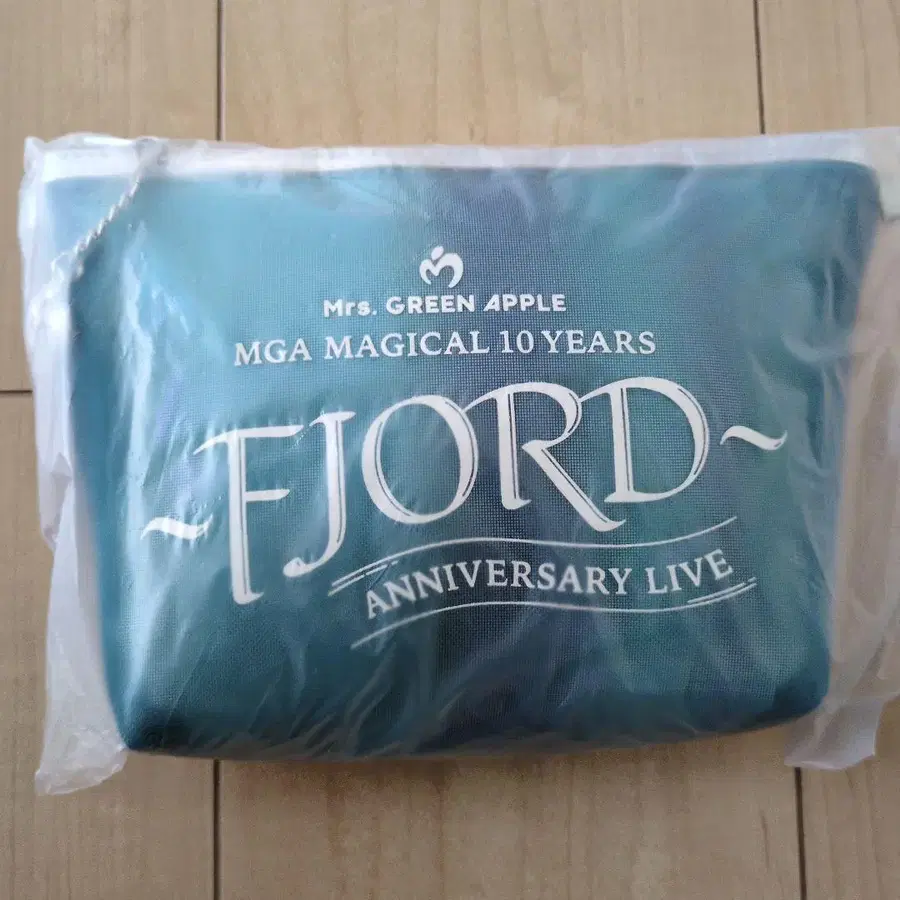 Mrs. GREEN APPLE
MGA MAGICAL 10 YEARS
~FJORD~
ANNIVERSARY LIVE